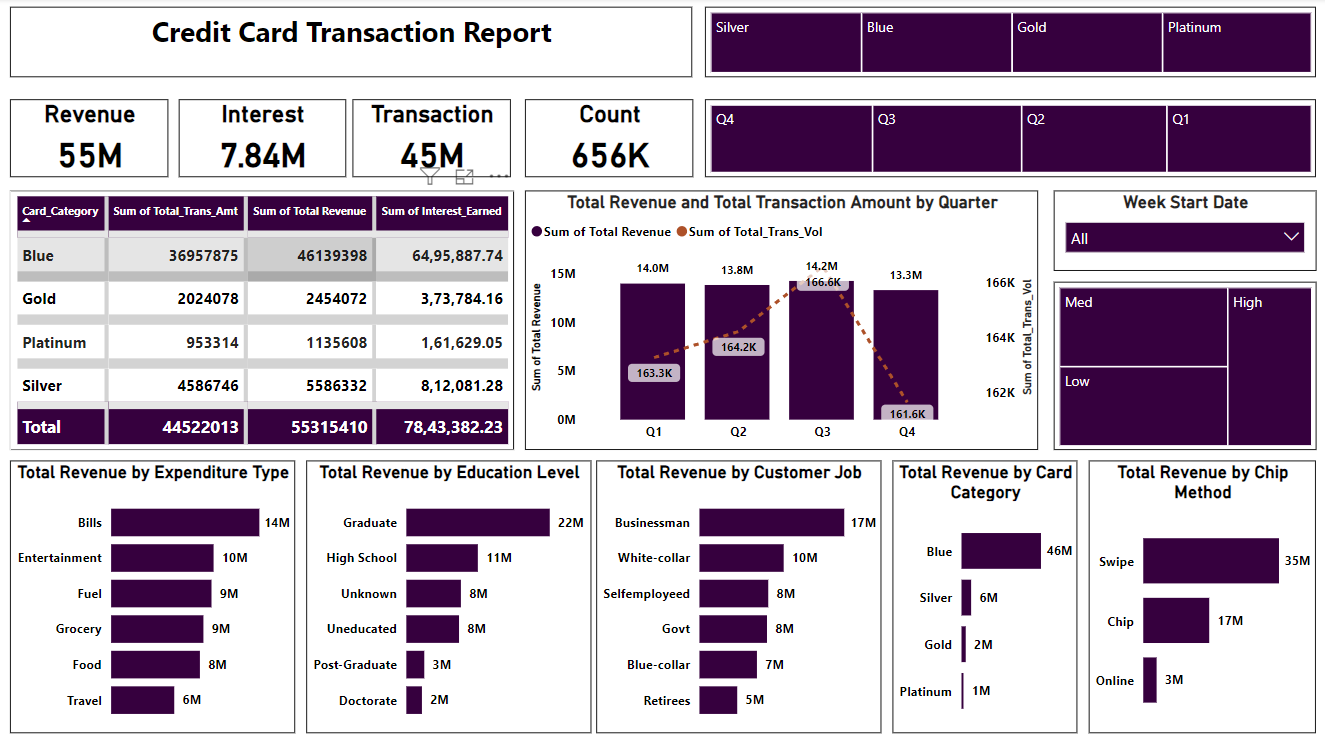 Credit Card Transaction Report
Silver Blue Gold Platinum
Revenue
55M
Interest
7.84M
Transaction
45M
Count
656K
Q4 Q3 Q2 Q1
Card_Category Sum of Total_Trans_Amt Sum of Total Revenue Sum of Interest_Earned
Blue 36957875 46139398 64,95,887.74
Gold 2024078 2454072 3,73,784.16
Platinum 953314 1135608 1,61,629.05
Silver 4586746 5586332 8,12,081.28
Total 44522013 55315410 78,43,382.23
Total Revenue and Total Transaction Amount by Quarter
Sum of Total Revenue Sum of Total_Trans_Vol
Sum of Total Revenue
15M
10M
5M
0M
14.0M 13.8M 14.2M 13.3M
163.3K 164.2K 166.6K 161.6K
Q1 Q2 Q3 Q4
166K
164K
162K
Sum of Total_Trans_Vol
Week Start Date
All
Med High
Low
Total Revenue by Expenditure Type
Bills 14M
Entertainment 10M
Fuel 9M
Grocery 9M
Food 8M
Travel 6M
Total Revenue by Education Level
Graduate 22M
High School 11M
Unknown 8M
Uneducated 8M
Post-Graduate 3M
Doctorate 2M
Total Revenue by Customer Job
Businessman 17M
White-collar 10M
Selfemployeed 8M
Govt 8M
Blue-collar 7M
Retirees 5M
Total Revenue by Card
Category
Blue 46M
Silver 6M
Gold 2M
Platinum 1M
Total Revenue by Chip
Method
Swipe 35M
Chip 17M
Online 3M